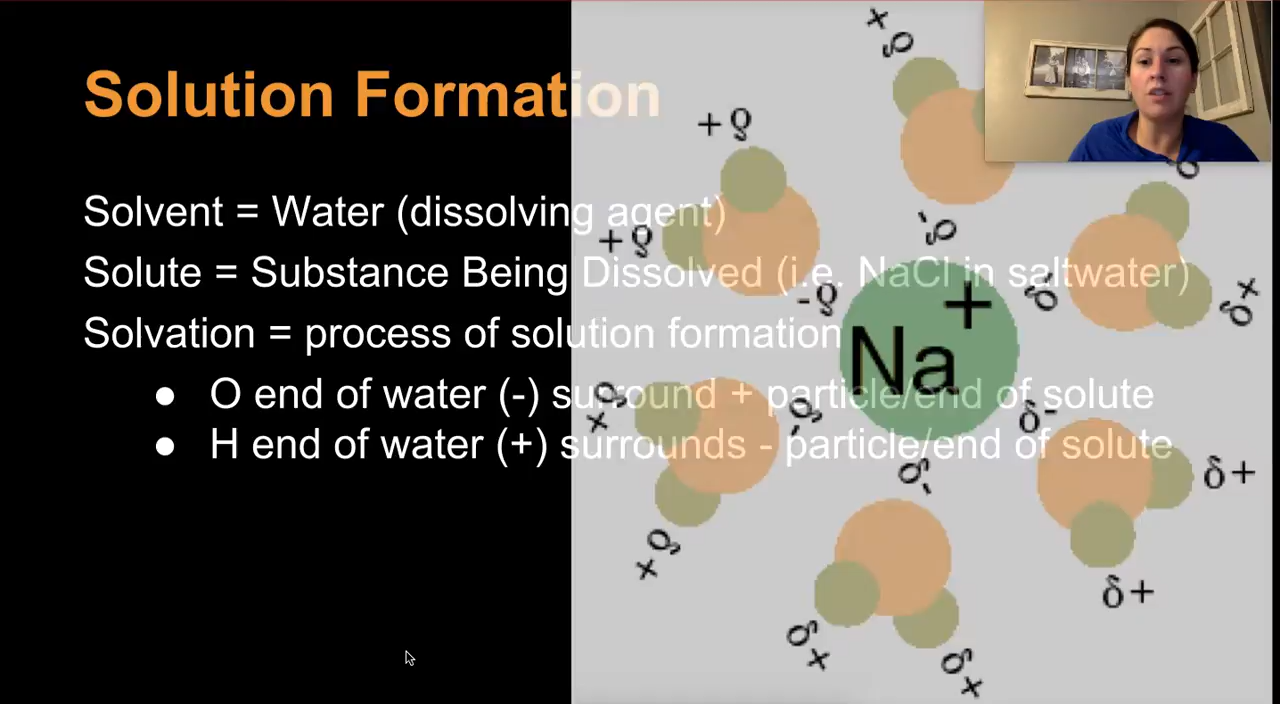 Solution Formation
Solvent = Water (dissolving agent)
Solute = Substance Being Dissolved (i.e. NaCl in saltwater)
Solvation = process of solution formation
● O end of water (-) surround + particle/end of solute
● H end of water (+) surrounds - particle/end of solute
δ+
δ+
δ+
δ-
δ-
δ-
Na+
δ+
δ+
δ-
δ-
δ-
δ+
δ+
δ+
δ+
δ+